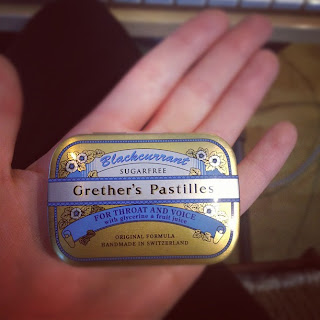 Blackcurrant
SUGARFREE
Grether's Pastilles
FOR THROAT AND VOICE
with glycerine & fruit juice
ORIGINAL FORMULA
HANDMADE IN SWITZERLAND